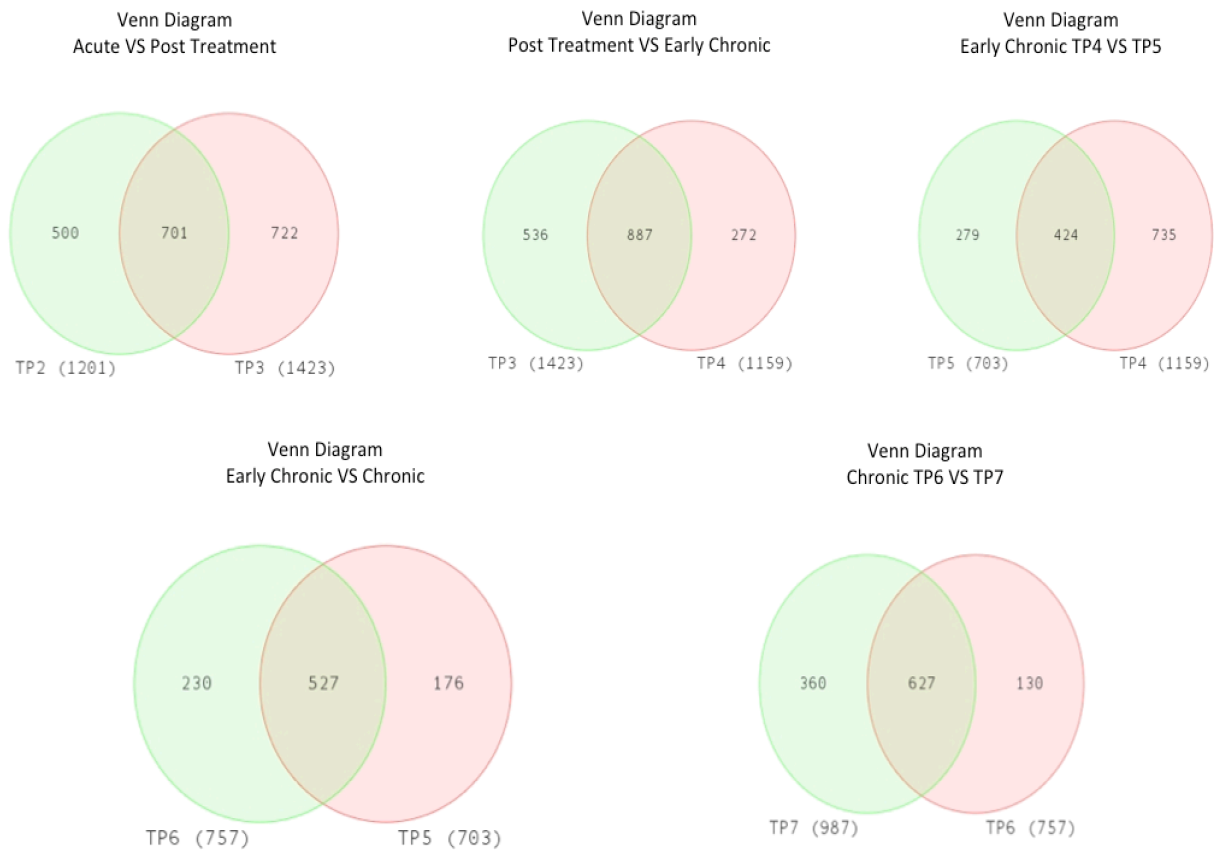 Venn Diagram
Acute VS Post Treatment
Venn Diagram
Post Treatment VS Early Chronic
Venn Diagram
Early Chronic TP4 VS TP5
500
701
722
TP2 (1201)
TP3 (1423)
536
887
272
TP3 (1423)
TP4 (1159)
279
424
735
TP5 (703)
TP4 (1159)
Venn Diagram
Early Chronic VS Chronic
Venn Diagram
Chronic TP6 VS TP7
230
527
176
TP6 (757)
TP5 (703)
360
627
130
TP7 (987)
TP6 (757)